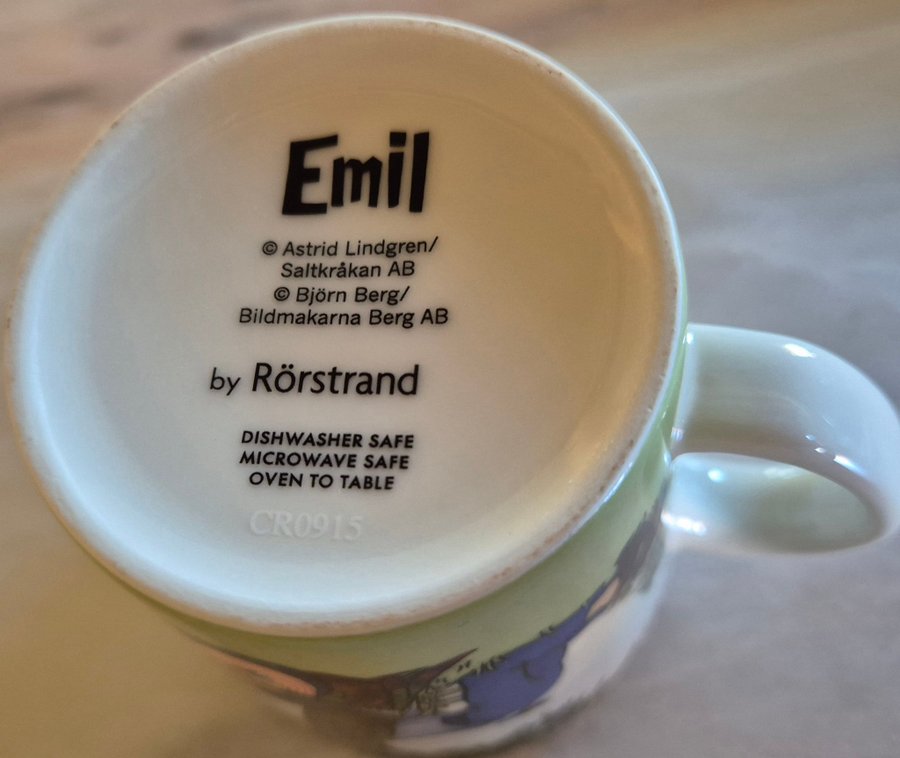 Emil
© Astrid Lindgren/
Saltkråkan AB
© Björn Berg/
Bildmakarna Berg AB
by Rörstrand
DISHWASHER SAFE
MICROWAVE SAFE
OVEN TO TABLE
CR0915